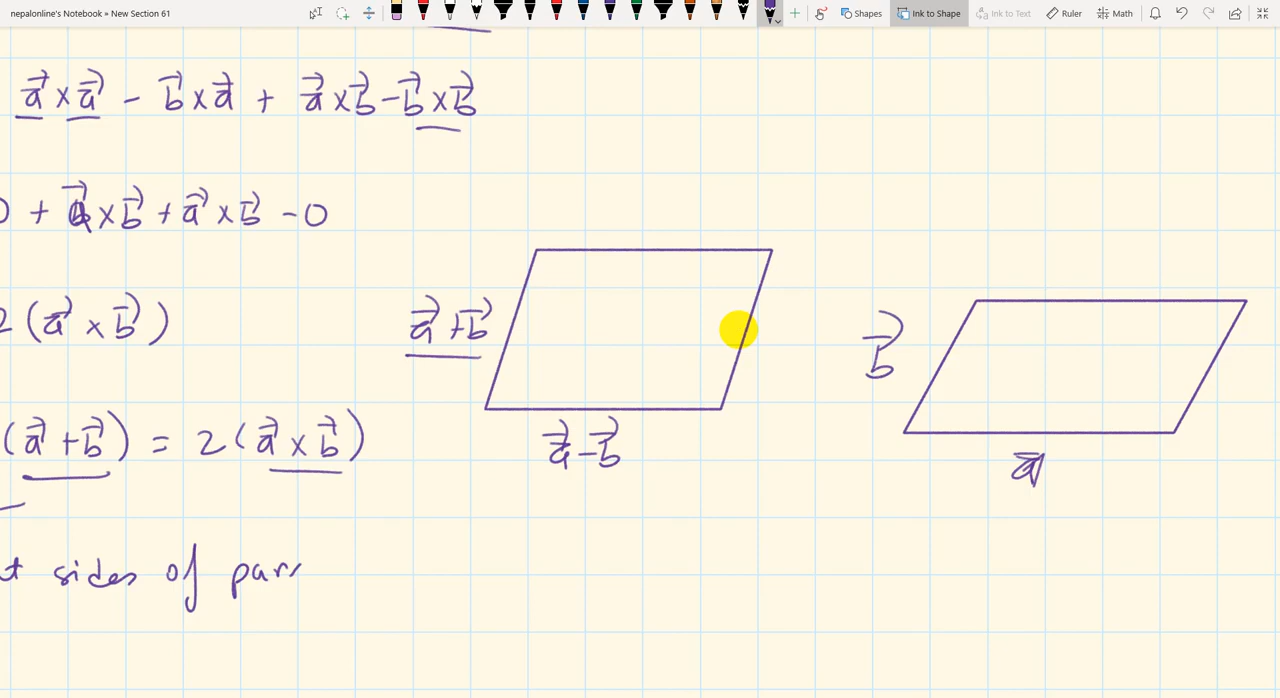 nepalonline's Notebook » New Section 61
Shapes Ink to Shape Ink to Text Ruler Math
a⃗ × a⃗ - b⃗ × a⃗ + a⃗ × b⃗ - b⃗ × b⃗
0 + a⃗ × b⃗ + a⃗ × b⃗ - 0
2 (a⃗ × b⃗)
(a⃗ + b⃗) = 2 (a⃗ × b⃗)
t sides of par
a⃗ + b⃗
a⃗ - b⃗
b⃗
a⃗